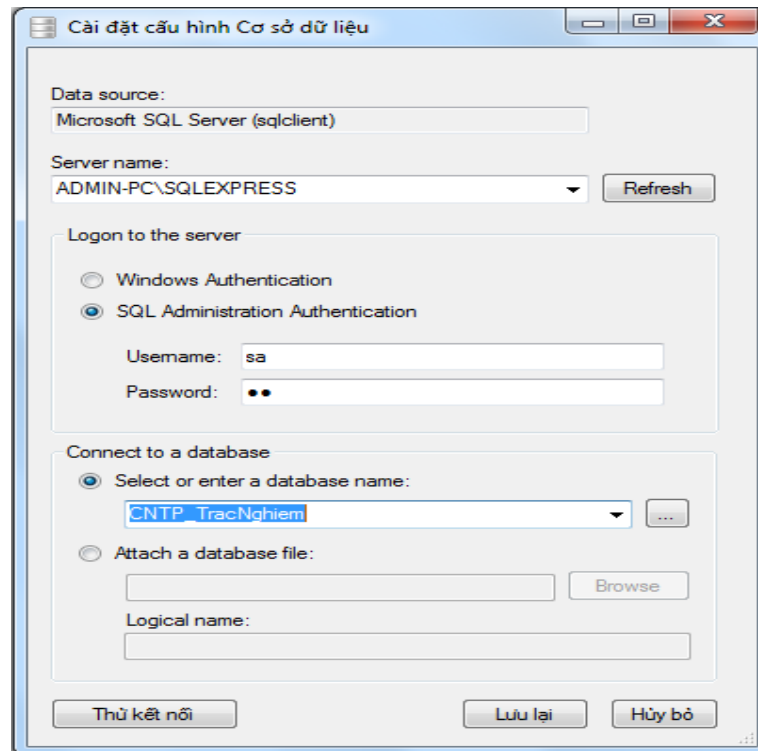 Cài đặt cấu hình Cơ sở dữ liệu
Data source:
Microsoft SQL Server (sqlclient)
Server name:
ADMIN-PC\SQLEXPRESS
Refresh
Logon to the server
Windows Authentication
SQL Administration Authentication
Username: sa
Password: ●●
Connect to a database
Select or enter a database name:
CNTP_TracNghiem
...
Attach a database file:
Browse
Logical name:
Thử kết nối Lưu lại Hủy bỏ